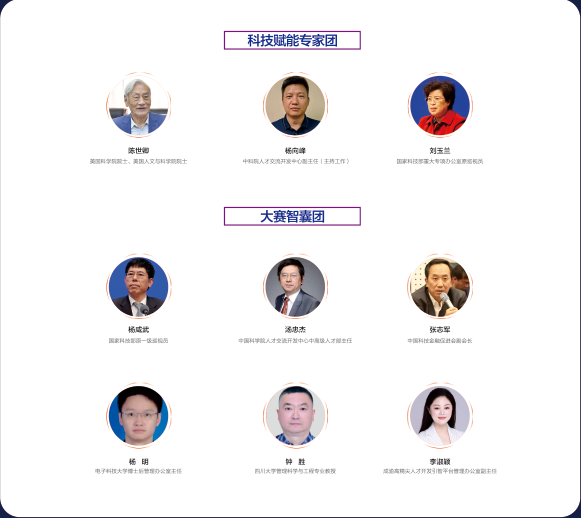 科技赋能专家团
陈世卿
美国科学院院士、美国人文与科学院院士
杨向峰
中科院人才交流开发中心副主任（主持工作）
刘玉兰
国家科技部重大专项办公室原巡视员
大赛智囊团
杨咸武
国家科技部原一级巡视员
汤忠杰
中国科学院人才交流开发中心中高级人才部主任
张志军
中国科技金融促进会副会长
杨 明
电子科技大学博士后管理办公室主任
钟 胜
四川大学管理科学与工程专业教授
李淑颖
成渝高精尖人才开发引智平台管理办公室副主任